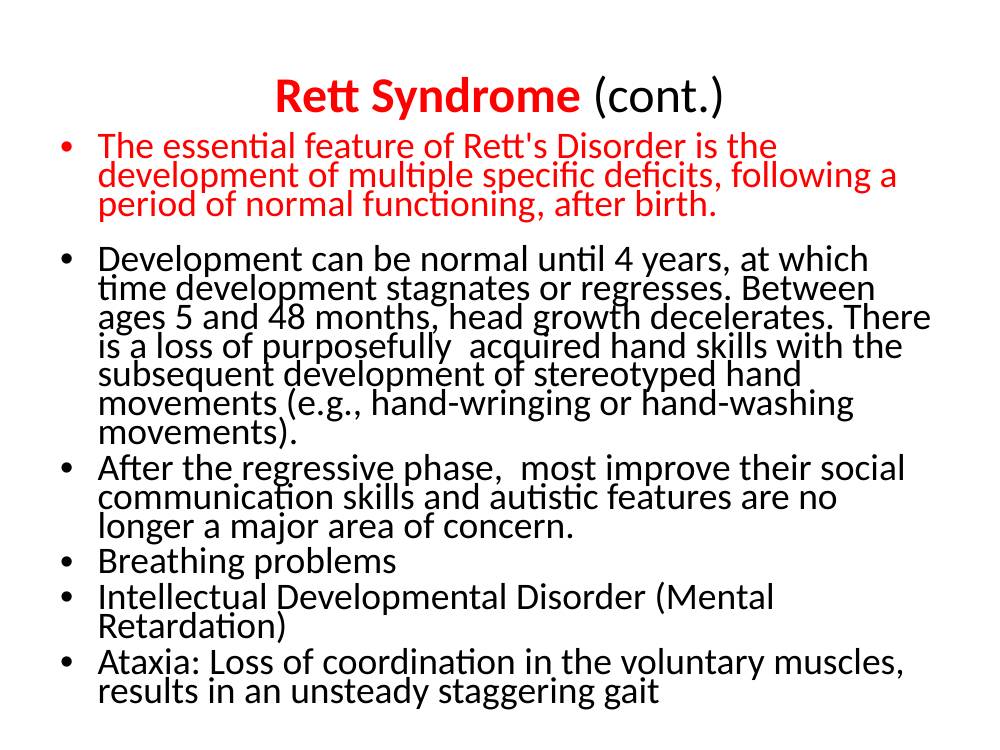 Rett Syndrome (cont.)
• The essential feature of Rett's Disorder is the
development of multiple specific deficits, following a
period of normal functioning, after birth.
• Development can be normal until 4 years, at which
time development stagnates or regresses. Between
ages 5 and 48 months, head growth decelerates. There
is a loss of purposefully  acquired hand skills with the
subsequent development of stereotyped hand
movements (e.g., hand-wringing or hand-washing
movements).
• After the regressive phase,  most improve their social
communication skills and autistic features are no
longer a major area of concern.
• Breathing problems
• Intellectual Developmental Disorder (Mental
Retardation)
• Ataxia: Loss of coordination in the voluntary muscles,
results in an unsteady staggering gait